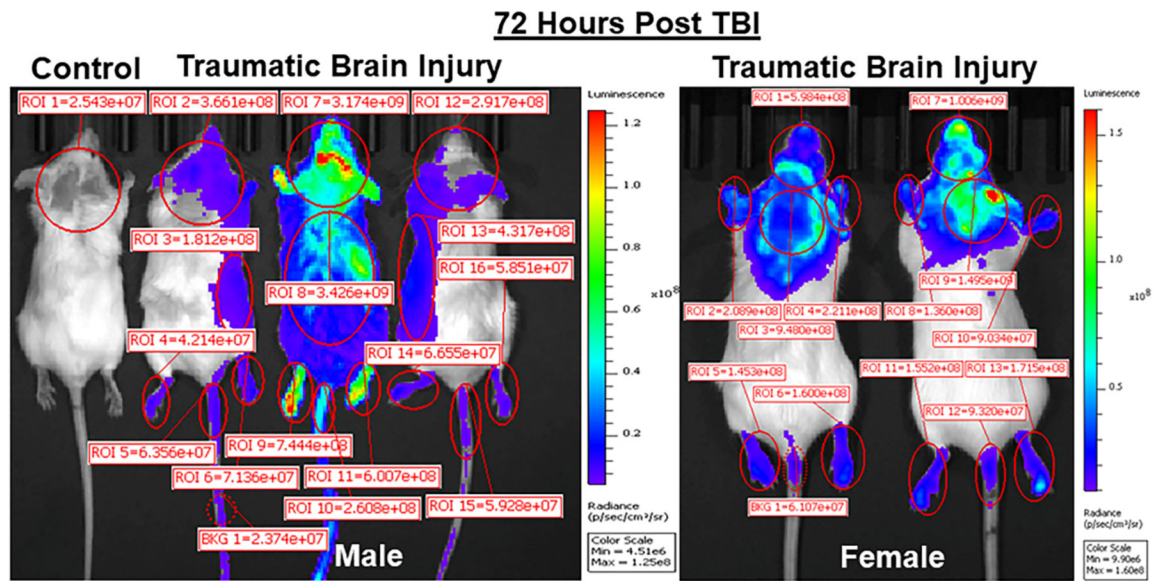 72 Hours Post TBI
Control
Traumatic Brain Injury
Traumatic Brain Injury
ROI 1=2.543e+07
ROI 2=3.661e+08
ROI 7=3.174e+09
ROI 12=2.917e+08
ROI 3=1.812e+08
ROI 13=4.317e+08
ROI 16=5.851e+07
ROI 8=3.426e+09
ROI 4=4.214e+07
ROI 14=6.655e+07
ROI 5=6.356e+07
ROI 9=7.444e+08
ROI 6=7.136e+07
ROI 11=6.007e+08
ROI 10=2.608e+08
ROI 15=5.928e+07
BKG 1=2.374e+07
Male
Luminescence
1.2
1.0
0.8
0.6
0.4
0.2
x10⁸
Radiance
(p/sec/cm²/sr)
Color Scale
Min = 4.51e6
Max = 1.25e8
ROI 1=5.984e+08
ROI 7=1.006e+09
ROI 9=1.495e+09
ROI 2=2.089e+08
ROI 4=2.211e+08
ROI 8=1.360e+08
ROI 3=9.480e+08
ROI 10=9.034e+07
ROI 5=1.453e+08
ROI 11=1.552e+08
ROI 13=1.715e+08
ROI 6=1.600e+08
ROI 12=9.320e+07
BKG 1=6.107e+07
Female
Luminescence
1.5
1.0
0.5
x10⁸
Radiance
(p/sec/cm²/sr)
Color Scale
Min = 9.90e6
Max = 1.60e8